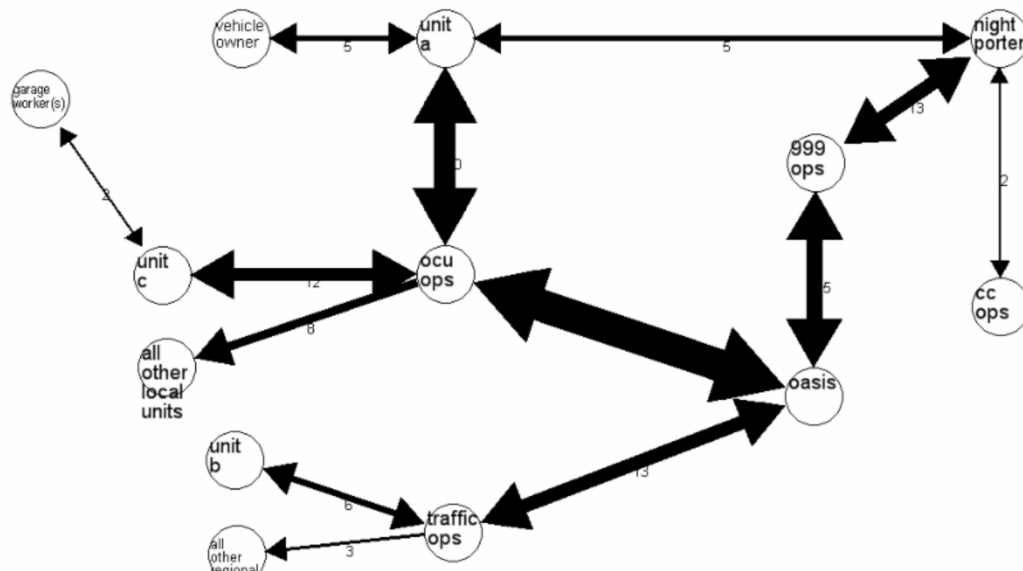 vehicle
owner
5
unit
a
5
night
porter
garage
worker(s)
13
999
ops
2
2
unit
c
12
ocu
ops
cc
ops
8
all
other
local
units
oasis
unit
b
13
6
traffic
ops
3
all
other
regional